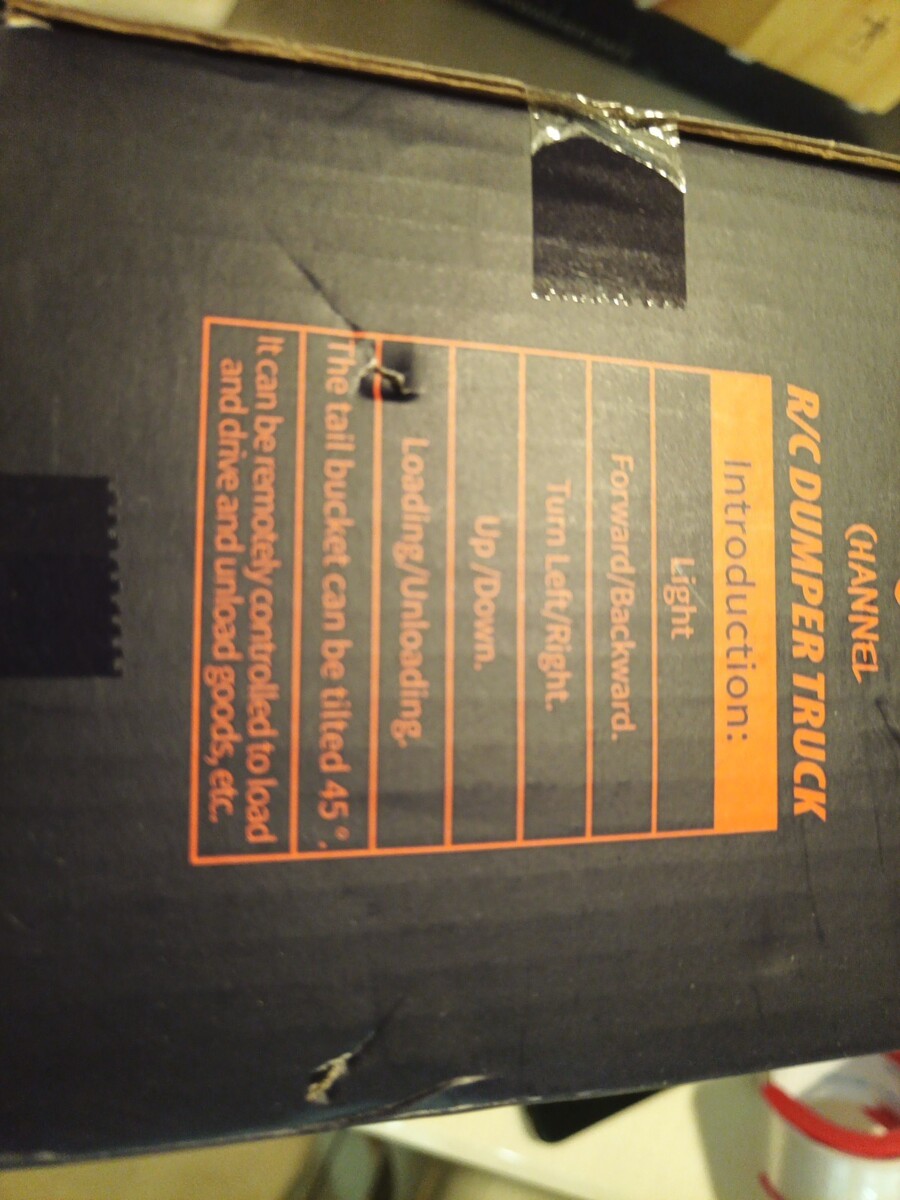 CHANNEL
R/C DUMPER TRUCK
Introduction:
Light
Forward/Backward.
Turn Left/Right.
Up /Down.
Loading/Unloading.
The tail bucket can be tilted 45 °.
It can be remotely controlled to load
and drive and unload goods, etc.